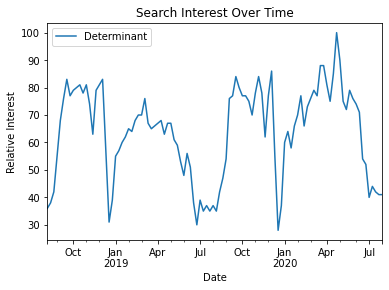 Search Interest Over Time
Determinant
100
90
80
70
60
50
40
30
Relative Interest
Oct Jan Apr Jul Oct Jan Apr Jul
2019 2020
Date